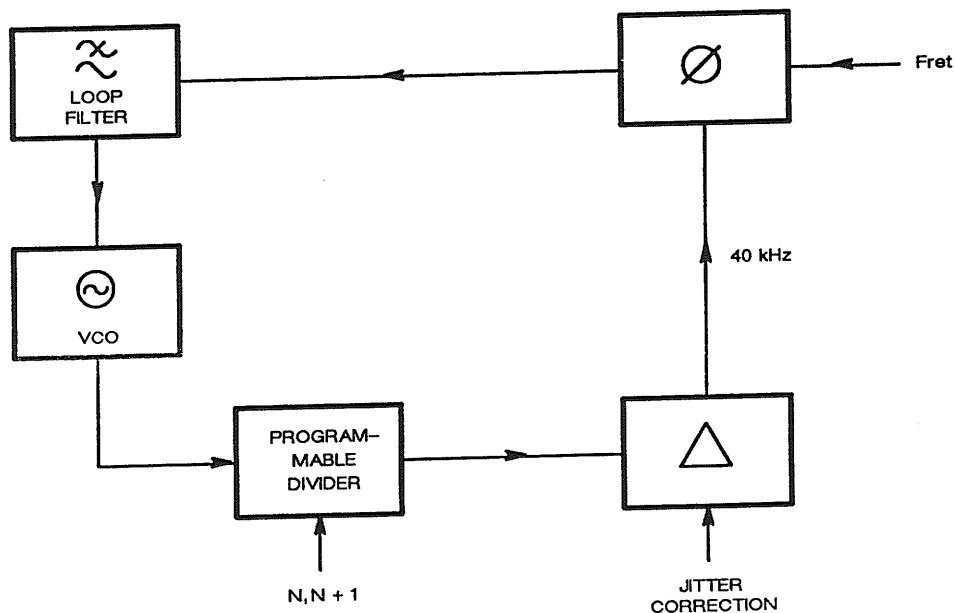 LOOP
FILTER
Ø
Fret
VCO
40 kHz
PROGRAM-
MABLE
DIVIDER
△
N, N + 1
JITTER
CORRECTION